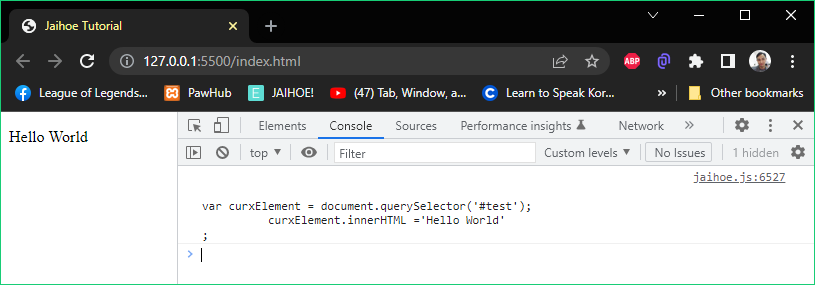 Jaihoe Tutorial
127.0.0.1:5500/index.html
ABP
League of Legends...
PawHub
E JAIHOE!
(47) Tab, Window, a...
C Learn to Speak Kor...
»
Other bookmarks
Hello World
Elements Console Sources Performance insights Network »
top ▼ Filter Custom levels ▼ No Issues 1 hidden
jaihoe.js:6527
var curxElement = document.querySelector('#test');
curxElement.innerHTML ='Hello World'
;
>